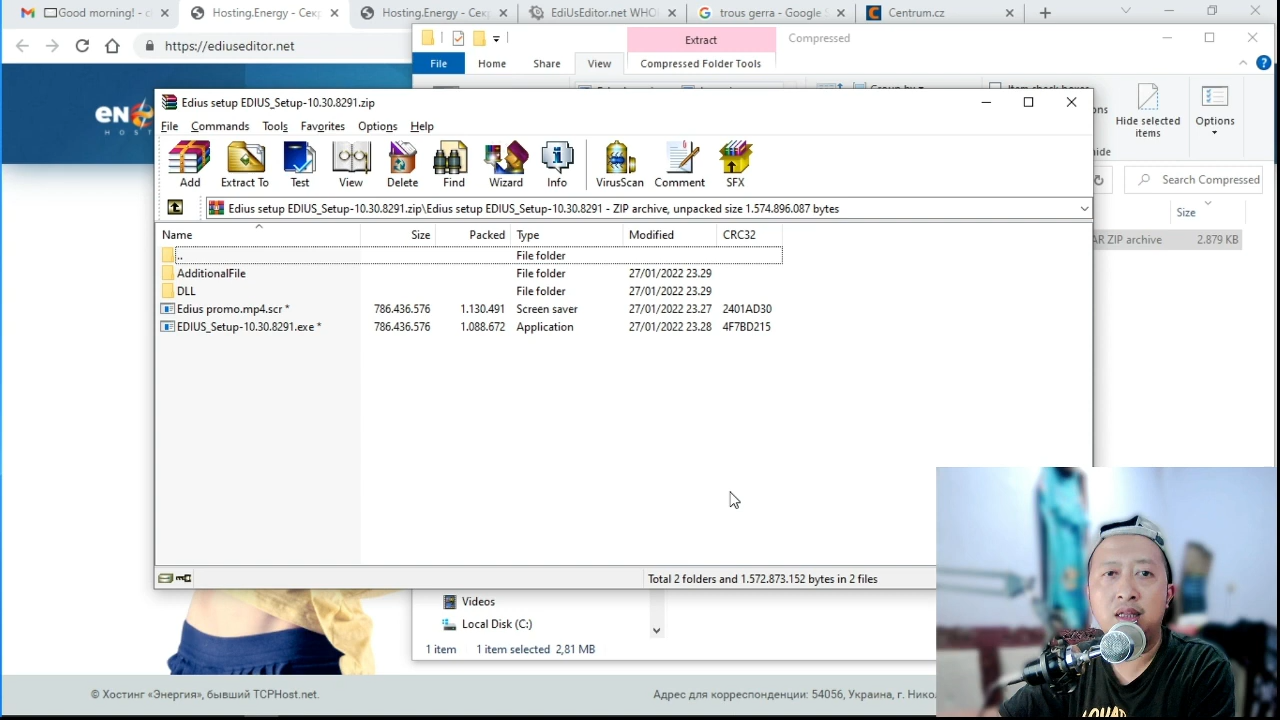 Good morning! - c
Hosting.Energy - Сек
Hosting.Energy - Секр
EdiUsEditor.net WHO
trous gerra - Google S
Centrum.cz
https://ediuseditor.net
Extract
Compressed
File
Home
Share
View
Compressed Folder Tools
Hide selected items
Options
EN
HOST
Edius setup EDIUS_Setup-10.30.8291.zip
File Commands Tools Favorites Options Help
Add Extract To Test View Delete Find Wizard Info VirusScan Comment SFX
Search Compressed
Edius setup EDIUS_Setup-10.30.8291.zip\Edius setup EDIUS_Setup-10.30.8291 - ZIP archive, unpacked size 1.574.896.087 bytes
Size
Name Size Packed Type Modified CRC32
AR ZIP archive 2.879 KB
.. File folder
AdditionalFile File folder 27/01/2022 23.29
DLL File folder 27/01/2022 23.29
Edius promo.mp4.scr * 786.436.576 1.130.491 Screen saver 27/01/2022 23.27 2401AD30
EDIUS_Setup-10.30.8291.exe * 786.436.576 1.088.672 Application 27/01/2022 23.28 4F7BD215
Total 2 folders and 1.572.873.152 bytes in 2 files
Videos
Local Disk (C:)
1 item 1 item selected 2,81 MB
© Хостинг «Энергия», бывший TCPHost.net.
Адрес для корреспонденции: 54056, Украина, г. Нико